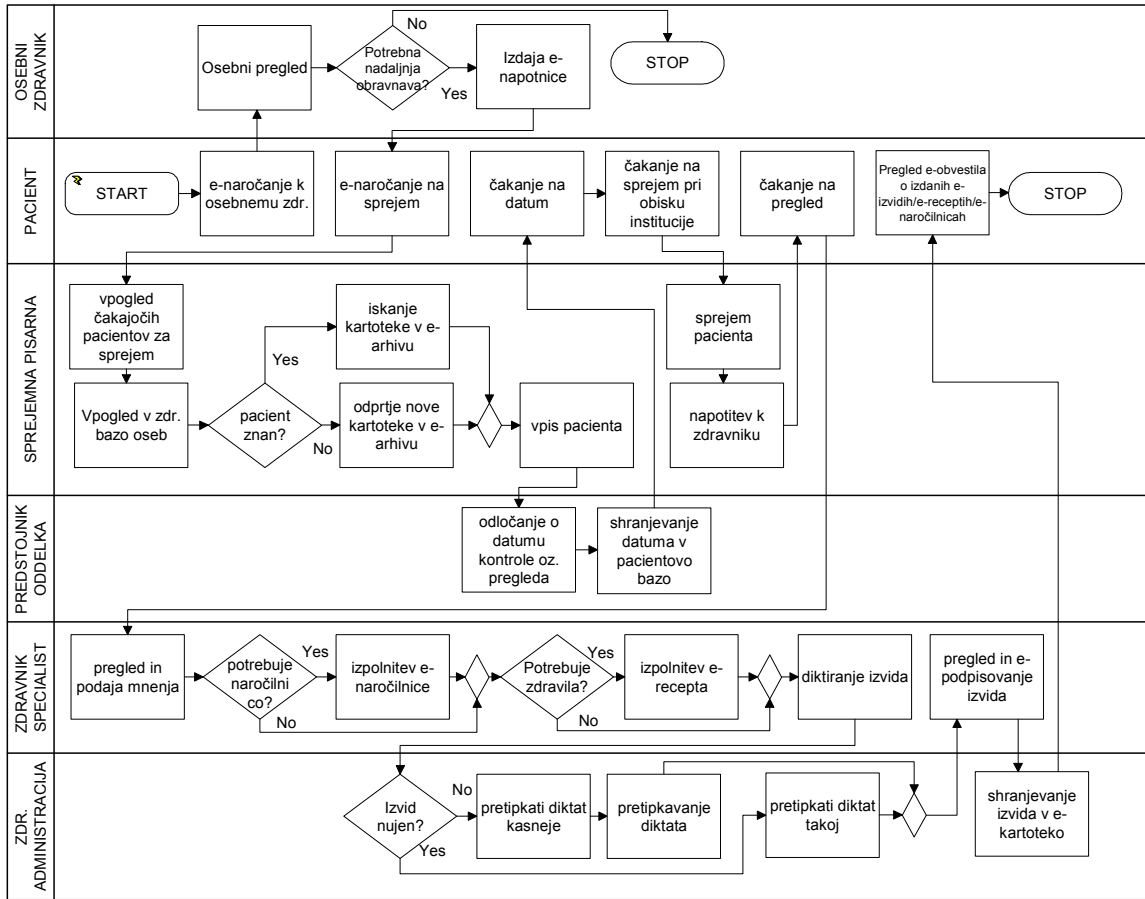 OSEBNI
ZDRAVNIK
Osebni pregled
Potrebna
nadaljnja
obravnava?
No
Yes
Izdaja e-
napotnice
STOP
PACIENT
START
e-naročanje k
osebnemu zdr.
e-naročanje na
sprejem
čakanje na
datum
čakanje na
sprejem pri
obisku
institucije
čakanje na
pregled
Pregled e-obvestila
o izdanih e-
izvidih/e-receptih/e-
naročilnicah
STOP
SPREJEMNA PISARNA
vpogled
čakajočih
pacientov za
sprejem
Vpogled v zdr.
bazo oseb
pacient
znan?
Yes
No
iskanje
kartoteke v e-
arhivu
odprtje nove
kartoteke v e-
arhivu
vpis pacienta
sprejem
pacienta
napotitev k
zdravniku
PREDSTOJNIK
ODDELKA
odločanje o
datumu
kontrole oz.
pregleda
shranjevanje
datuma v
pacientovo
bazo
ZDRAVNIK
SPECIALIST
pregled in
podaja mnenja
potrebuje
naročilni
co?
Yes
No
izpolnitev e-
naročilnice
Potrebuje
zdravila?
Yes
No
izpolnitev e-
recepta
diktiranje izvida
pregled in e-
podpisovanje
izvida
ZDR.
ADMINISTRACIJA
Izvid
nujen?
No
Yes
pretipkati diktat
kasneje
pretipkavanje
diktata
pretipkati diktat
takoj
shranjevanje
izvida v e-
kartoteko